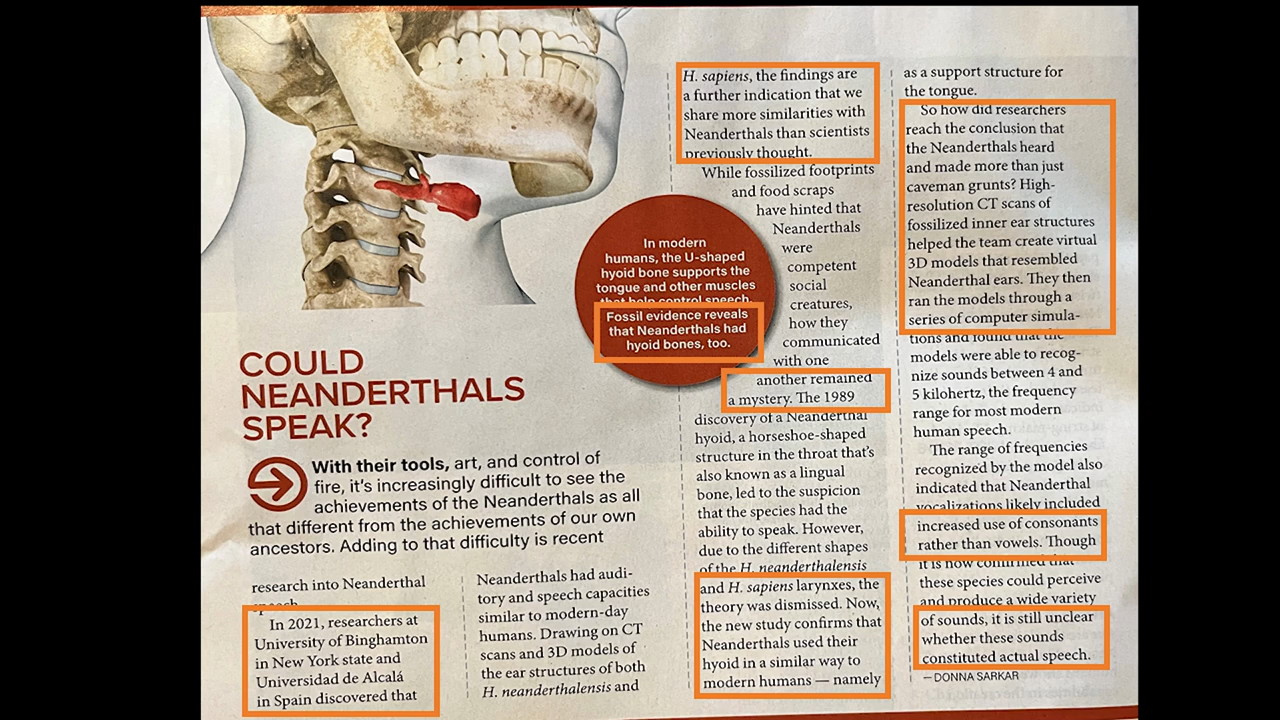 COULD
NEANDERTHALS
SPEAK?
With their tools, art, and control of
fire, it's increasingly difficult to see the
achievements of the Neanderthals as all
that different from the achievements of our own
ancestors. Adding to that difficulty is recent
research into Neanderthal
speech.
In 2021, researchers at
University of Binghamton
in New York state and
Universidad de Alcalá
in Spain discovered that
Neanderthals had audi-
tory and speech capacities
similar to modern-day
humans. Drawing on CT
scans and 3D models of
the ear structures of both
H. neanderthalensis and
H. sapiens, the findings are
a further indication that we
share more similarities with
Neanderthals than scientists
previously thought.
While fossilized footprints
and food scraps
have hinted that
Neanderthals
were
competent
social
creatures,
how they
communicated
with one
another remained
a mystery. The 1989
discovery of a Neanderthal
hyoid, a horseshoe-shaped
structure in the throat that's
also known as a lingual
bone, led to the suspicion
that the species had the
ability to speak. However,
due to the different shapes
of the H. neanderthalensis
and H. sapiens larynxes, the
theory was dismissed. Now,
the new study confirms that
Neanderthals used their
hyoid in a similar way to
modern humans — namely
as a support structure for
the tongue.
So how did researchers
reach the conclusion that
the Neanderthals heard
and made more than just
caveman grunts? High-
resolution CT scans of
fossilized inner ear structures
helped the team create virtual
3D models that resembled
Neanderthal ears. They then
ran the models through a
series of computer simula-
tions and found that the
models were able to recog-
nize sounds between 4 and
5 kilohertz, the frequency
range for most modern
human speech.
The range of frequencies
recognized by the model also
indicated that Neanderthal
vocalizations likely included
increased use of consonants
rather than vowels. Though
it is now confirmed that
these species could perceive
and produce a wide variety
of sounds, it is still unclear
whether these sounds
constituted actual speech.
— DONNA SARKAR
In modern
humans, the U-shaped
hyoid bone supports the
tongue and other muscles
that help control speech.
Fossil evidence reveals
that Neanderthals had
hyoid bones, too.